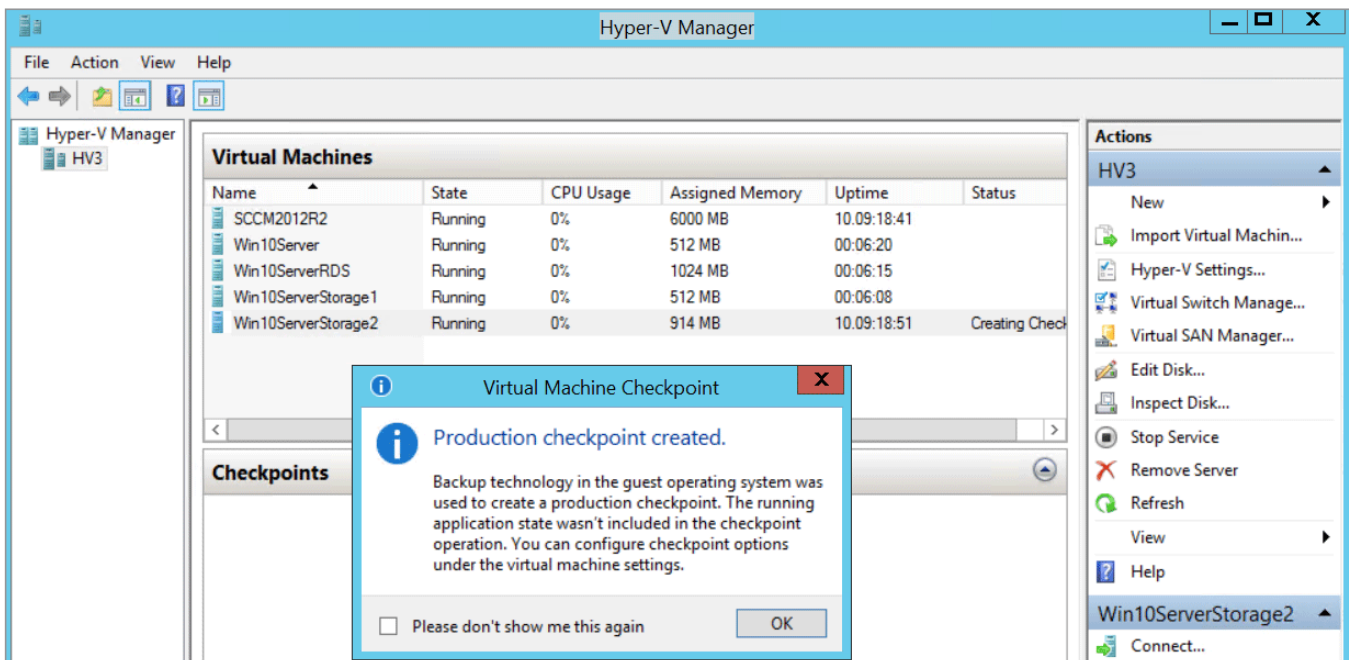 Hyper-V Manager
File Action View Help
Hyper-V Manager
HV3
Virtual Machines
Name State CPU Usage Assigned Memory Uptime Status
SCCM2012R2 Running 0% 6000 MB 10.09:18:41
Win10Server Running 0% 512 MB 00:06:20
Win10ServerRDS Running 0% 1024 MB 00:06:15
Win10ServerStorage1 Running 0% 512 MB 00:06:08
Win10ServerStorage2 Running 0% 914 MB 10.09:18:51 Creating Check
Checkpoints
Virtual Machine Checkpoint
Production checkpoint created.
Backup technology in the guest operating system was
used to create a production checkpoint. The running
application state wasn't included in the checkpoint
operation. You can configure checkpoint options
under the virtual machine settings.
Please don't show me this again
OK
Actions
HV3
New
Import Virtual Machin...
Hyper-V Settings...
Virtual Switch Manage...
Virtual SAN Manager...
Edit Disk...
Inspect Disk...
Stop Service
Remove Server
Refresh
View
Help
Win10ServerStorage2
Connect...